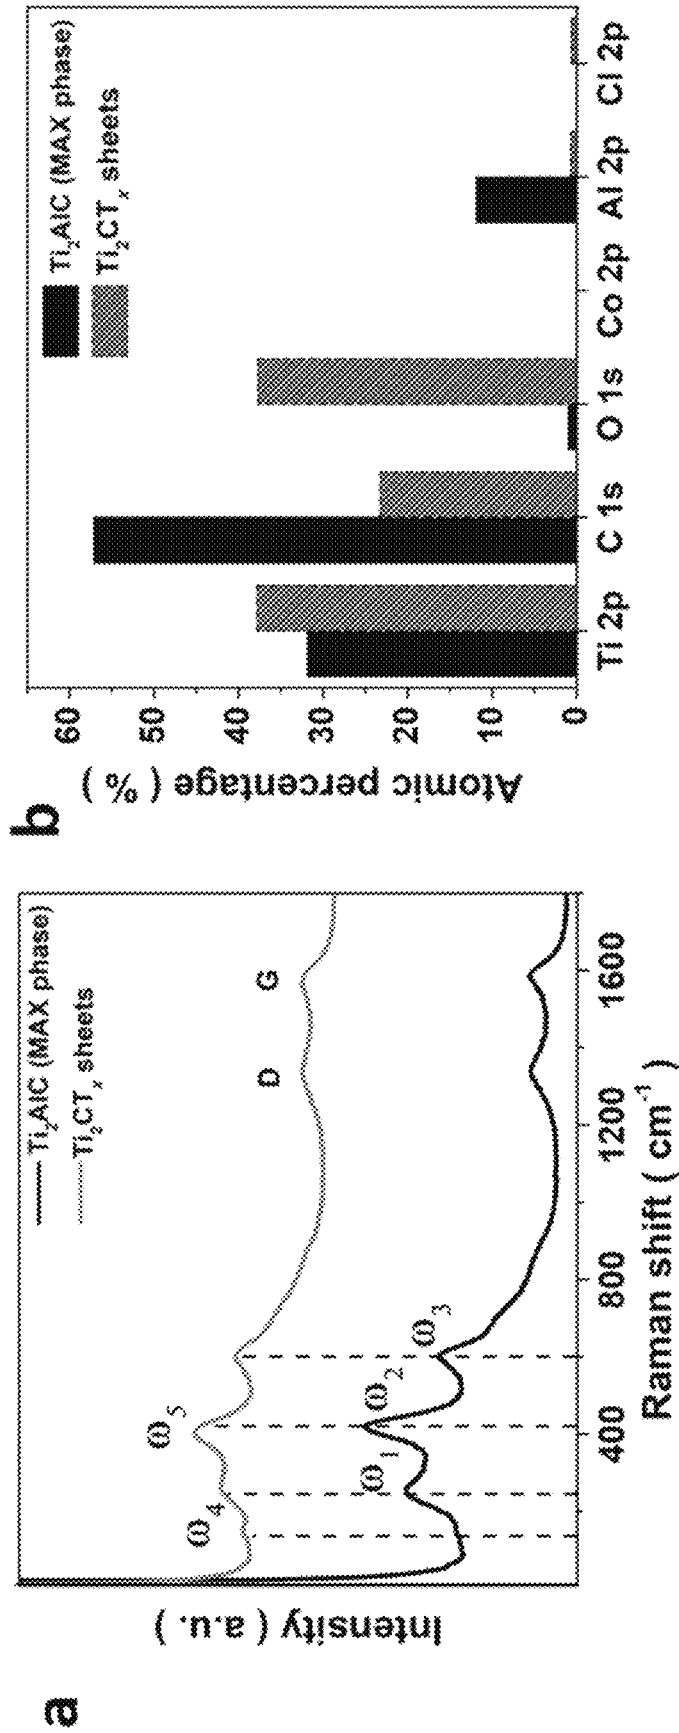 a
Ti₂AlC (MAX phase)
Ti₂CTₓ sheets
D
G
ω₅
ω₄
ω₁
ω₂
ω₃
Intensity ( a.u. )
400
800
1200
1600
Raman shift ( cm⁻¹ )
b
Ti₂AlC (MAX phase)
Ti₂CTₓ sheets
60
50
40
30
20
10
0
Atomic percentage ( % )
Ti 2p
C 1s
O 1s
Co 2p
Al 2p
Cl 2p